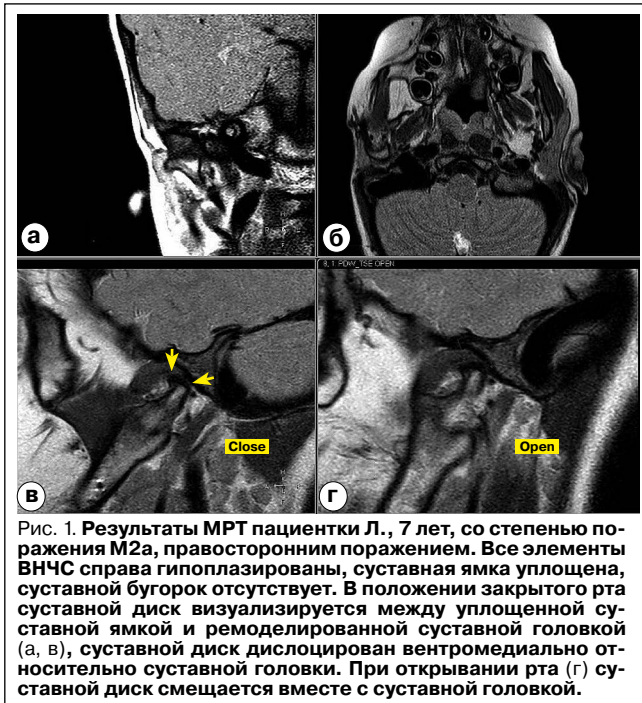 а
б
8, 1: PDW_TSE OPEN
Close
Open
в
г
Рис. 1. Результаты МРТ пациентки Л., 7 лет, со степенью по-
ражения М2а, правосторонним поражением. Все элементы
ВНЧС справа гипоплазированы, суставная ямка уплощена,
суставной бугорок отсутствует. В положении закрытого рта
суставной диск визуализируется между уплощенной су-
ставной ямкой и ремоделированной суставной головкой
(а, в), суставной диск дислоцирован вентромедиально от-
носительно суставной головки. При открывании рта (г) су-
ставной диск смещается вместе с суставной головкой.